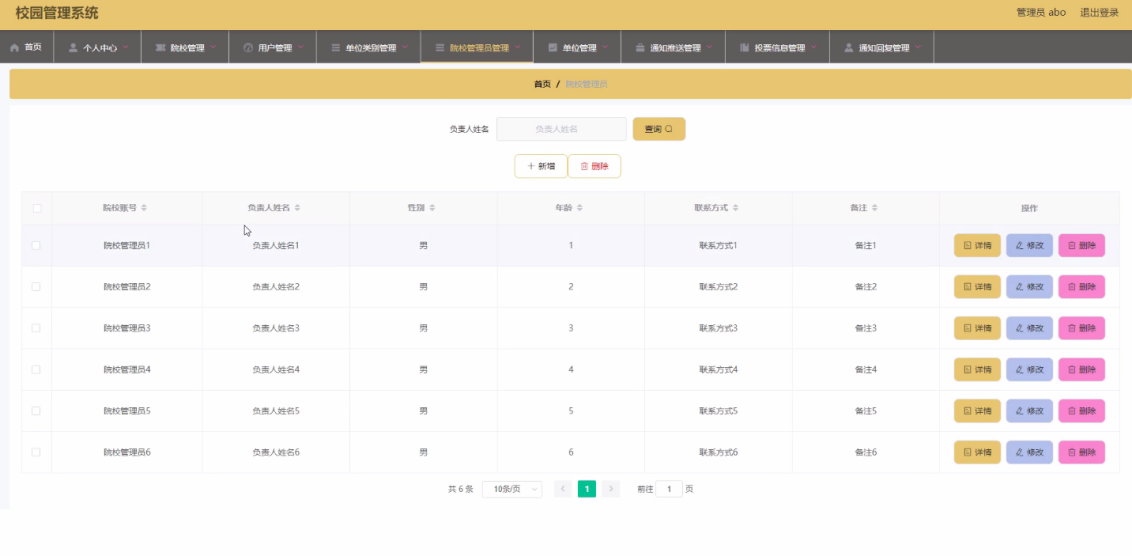 校园管理系统
管理员 abo 退出登录
首页 个人中心 院校管理 用户管理 单位类别管理 院校管理员管理 单位管理 通知推送管理 投票信息管理 通知回复管理
首页 / 院校管理员
负责人姓名 负责人姓名 查询
+ 新增 删除
院校账号 负责人姓名 性别 年龄 联系方式 备注 操作
院校管理员1 负责人姓名1 男 1 联系方式1 备注1 详情 修改 删除
院校管理员2 负责人姓名2 男 2 联系方式2 备注2 详情 修改 删除
院校管理员3 负责人姓名3 男 3 联系方式3 备注3 详情 修改 删除
院校管理员4 负责人姓名4 男 4 联系方式4 备注4 详情 修改 删除
院校管理员5 负责人姓名5 男 5 联系方式5 备注5 详情 修改 删除
院校管理员6 负责人姓名6 男 6 联系方式6 备注6 详情 修改 删除
共 6 条 10条/页 < 1 > 前往 1 页